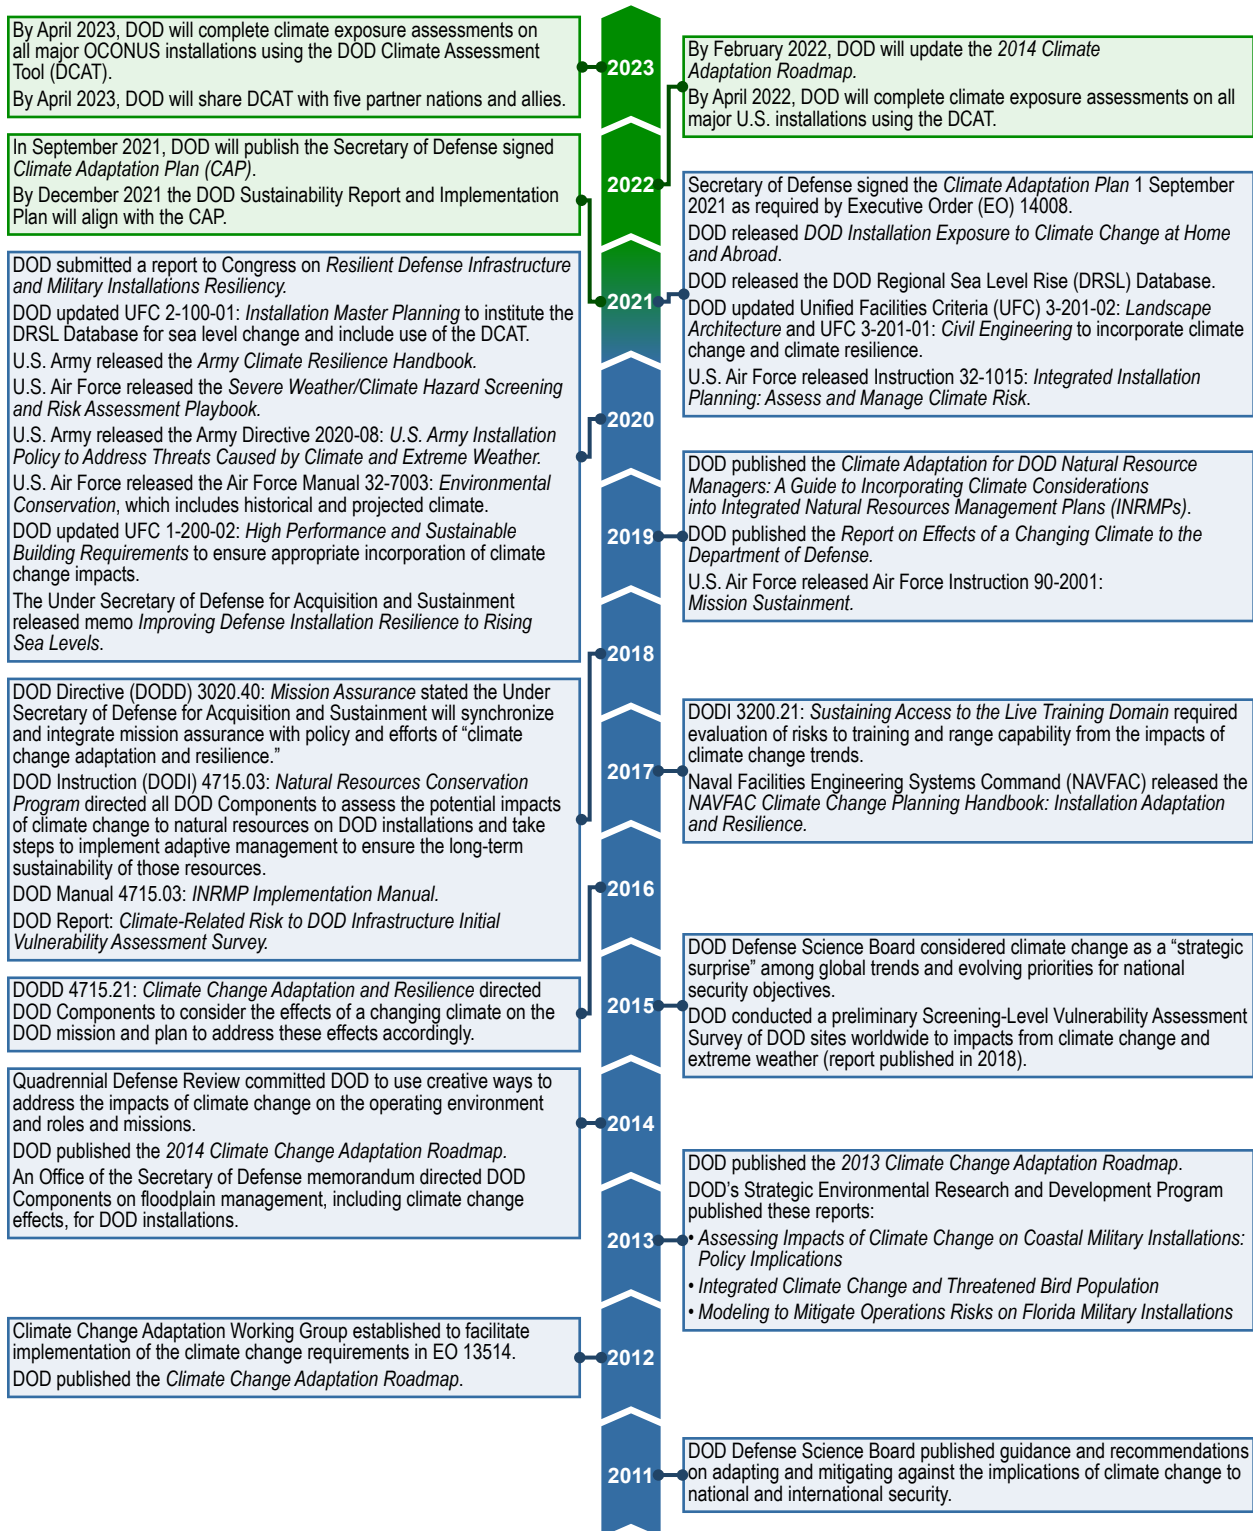 By April 2023, DOD will complete climate exposure assessments on
all major OCONUS installations using the DOD Climate Assessment
Tool (DCAT).
By April 2023, DOD will share DCAT with five partner nations and allies.
2023
By February 2022, DOD will update the 2014 Climate
Adaptation Roadmap.
By April 2022, DOD will complete climate exposure assessments on all
major U.S. installations using the DCAT.
In September 2021, DOD will publish the Secretary of Defense signed
Climate Adaptation Plan (CAP).
By December 2021 the DOD Sustainability Report and Implementation
Plan will align with the CAP.
2022
Secretary of Defense signed the Climate Adaptation Plan 1 September
2021 as required by Executive Order (EO) 14008.
DOD released DOD Installation Exposure to Climate Change at Home
and Abroad.
DOD released the DOD Regional Sea Level Rise (DRSL) Database.
DOD updated Unified Facilities Criteria (UFC) 3-201-02: Landscape
Architecture and UFC 3-201-01: Civil Engineering to incorporate climate
change and climate resilience.
U.S. Air Force released Instruction 32-1015: Integrated Installation
Planning: Assess and Manage Climate Risk.
2021
DOD submitted a report to Congress on Resilient Defense Infrastructure
and Military Installations Resiliency.
DOD updated UFC 2-100-01: Installation Master Planning to institute the
DRSL Database for sea level change and include use of the DCAT.
U.S. Army released the Army Climate Resilience Handbook.
U.S. Air Force released the Severe Weather/Climate Hazard Screening
and Risk Assessment Playbook.
U.S. Army released the Army Directive 2020-08: U.S. Army Installation
Policy to Address Threats Caused by Climate and Extreme Weather.
U.S. Air Force released the Air Force Manual 32-7003: Environmental
Conservation, which includes historical and projected climate.
DOD updated UFC 1-200-02: High Performance and Sustainable
Building Requirements to ensure appropriate incorporation of climate
change impacts.
The Under Secretary of Defense for Acquisition and Sustainment
released memo Improving Defense Installation Resilience to Rising
Sea Levels.
2020
DOD published the Climate Adaptation for DOD Natural Resource
Managers: A Guide to Incorporating Climate Considerations
into Integrated Natural Resources Management Plans (INRMPs).
DOD published the Report on Effects of a Changing Climate to the
Department of Defense.
U.S. Air Force released Air Force Instruction 90-2001:
Mission Sustainment.
2019
2018
DOD Directive (DODD) 3020.40: Mission Assurance stated the Under
Secretary of Defense for Acquisition and Sustainment will synchronize
and integrate mission assurance with policy and efforts of “climate
change adaptation and resilience.”
DOD Instruction (DODI) 4715.03: Natural Resources Conservation
Program directed all DOD Components to assess the potential impacts
of climate change to natural resources on DOD installations and take
steps to implement adaptive management to ensure the long-term
sustainability of those resources.
DOD Manual 4715.03: INRMP Implementation Manual.
DOD Report: Climate-Related Risk to DOD Infrastructure Initial
Vulnerability Assessment Survey.
DODI 3200.21: Sustaining Access to the Live Training Domain required
evaluation of risks to training and range capability from the impacts of
climate change trends.
Naval Facilities Engineering Systems Command (NAVFAC) released the
NAVFAC Climate Change Planning Handbook: Installation Adaptation
and Resilience.
2017
2016
DODD 4715.21: Climate Change Adaptation and Resilience directed
DOD Components to consider the effects of a changing climate on the
DOD mission and plan to address these effects accordingly.
DOD Defense Science Board considered climate change as a “strategic
surprise” among global trends and evolving priorities for national
security objectives.
DOD conducted a preliminary Screening-Level Vulnerability Assessment
Survey of DOD sites worldwide to impacts from climate change and
extreme weather (report published in 2018).
2015
Quadrennial Defense Review committed DOD to use creative ways to
address the impacts of climate change on the operating environment
and roles and missions.
DOD published the 2014 Climate Change Adaptation Roadmap.
An Office of the Secretary of Defense memorandum directed DOD
Components on floodplain management, including climate change
effects, for DOD installations.
2014
DOD published the 2013 Climate Change Adaptation Roadmap.
DOD’s Strategic Environmental Research and Development Program
published these reports:
• Assessing Impacts of Climate Change on Coastal Military Installations:
Policy Implications
• Integrated Climate Change and Threatened Bird Population
• Modeling to Mitigate Operations Risks on Florida Military Installations
2013
Climate Change Adaptation Working Group established to facilitate
implementation of the climate change requirements in EO 13514.
DOD published the Climate Change Adaptation Roadmap.
2012
DOD Defense Science Board published guidance and recommendations
on adapting and mitigating against the implications of climate change to
national and international security.
2011